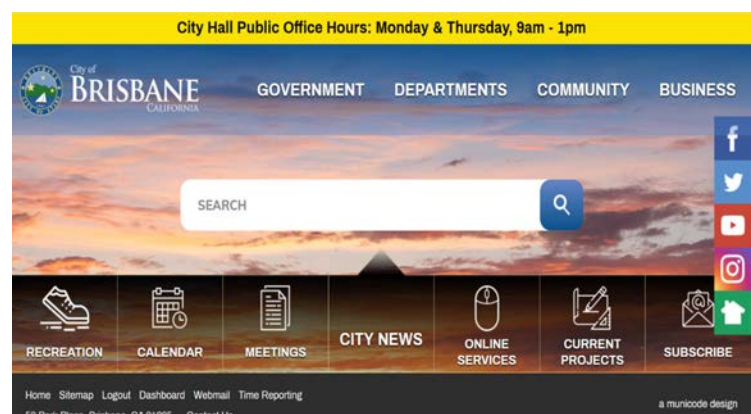 City Hall Public Office Hours: Monday & Thursday, 9am - 1pm
City of
BRISBANE
CALIFORNIA
GOVERNMENT DEPARTMENTS COMMUNITY BUSINESS
SEARCH
RECREATION CALENDAR MEETINGS CITY NEWS ONLINE SERVICES CURRENT PROJECTS SUBSCRIBE
Home Sitemap Logout Dashboard Webmail Time Reporting
a municode design